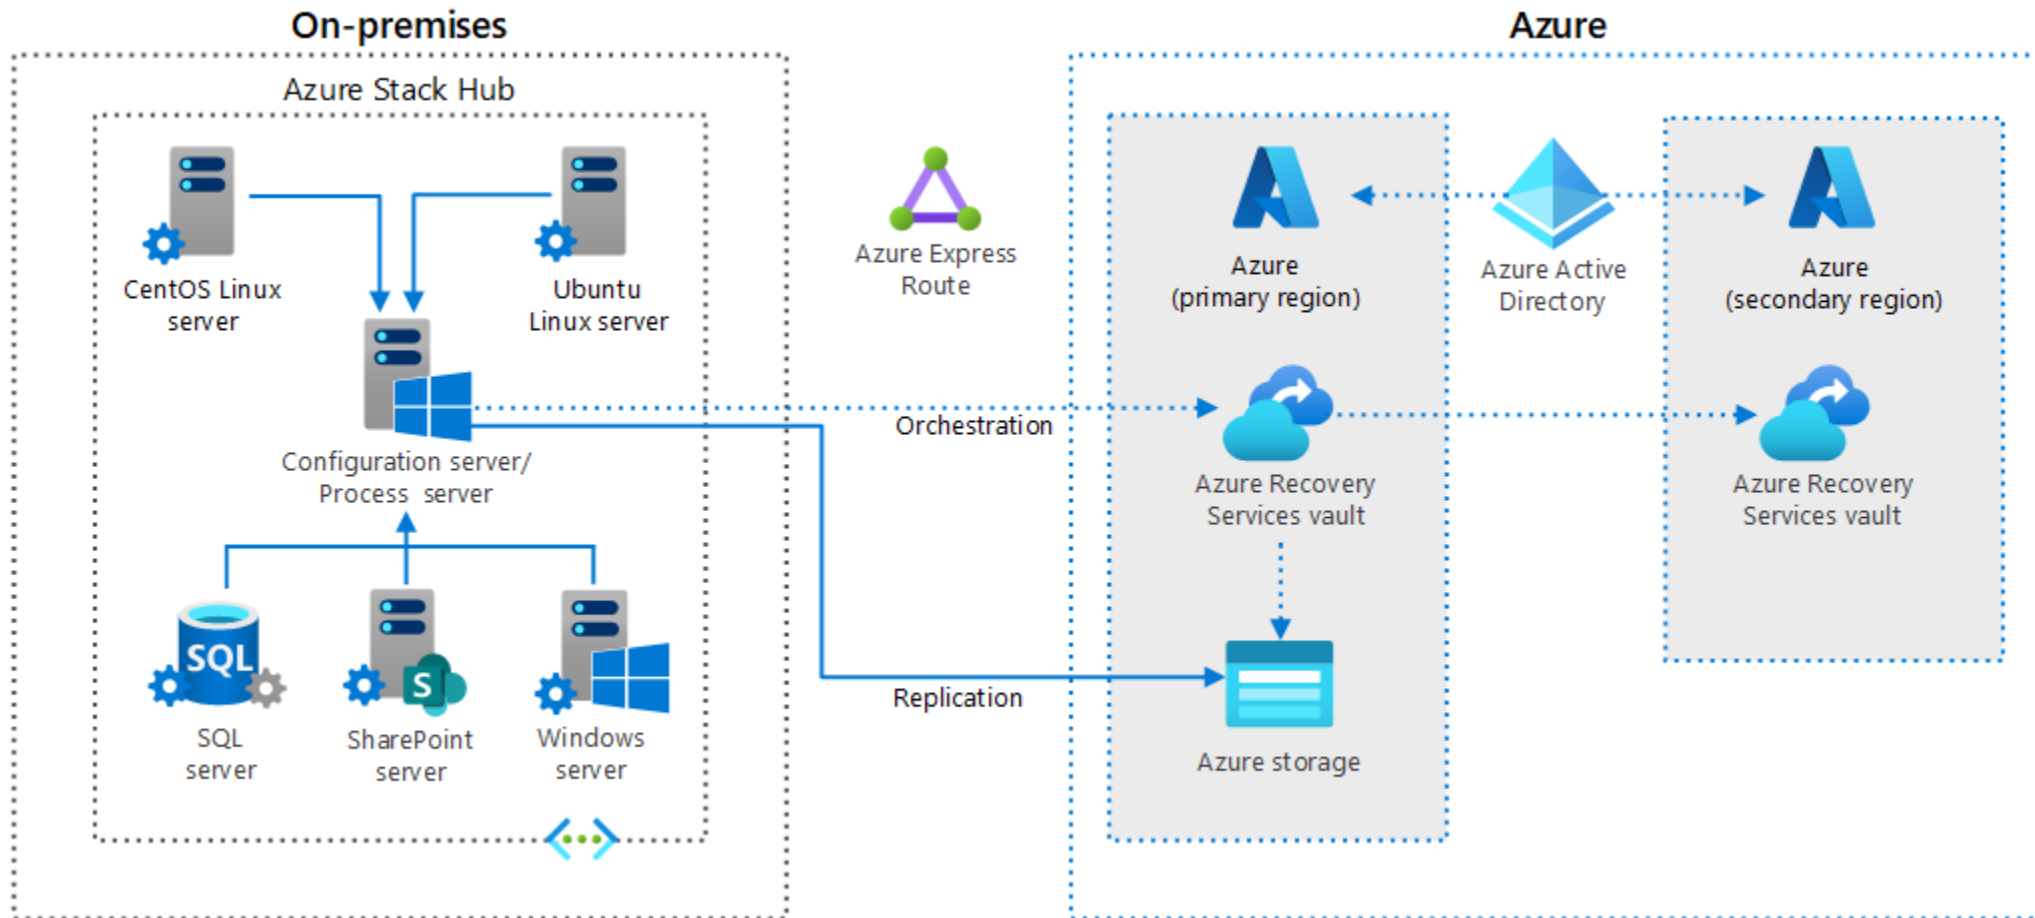 On-premises
Azure
Azure Stack Hub
CentOS Linux
server
Ubuntu
Linux server
Azure Express
Route
Azure
(primary region)
Azure Active
Directory
Azure
(secondary region)
Configuration server/
Process server
Orchestration
Azure Recovery
Services vault
Azure Recovery
Services vault
SQL
S
SQL
server
SharePoint
server
Windows
server
Replication
Azure storage